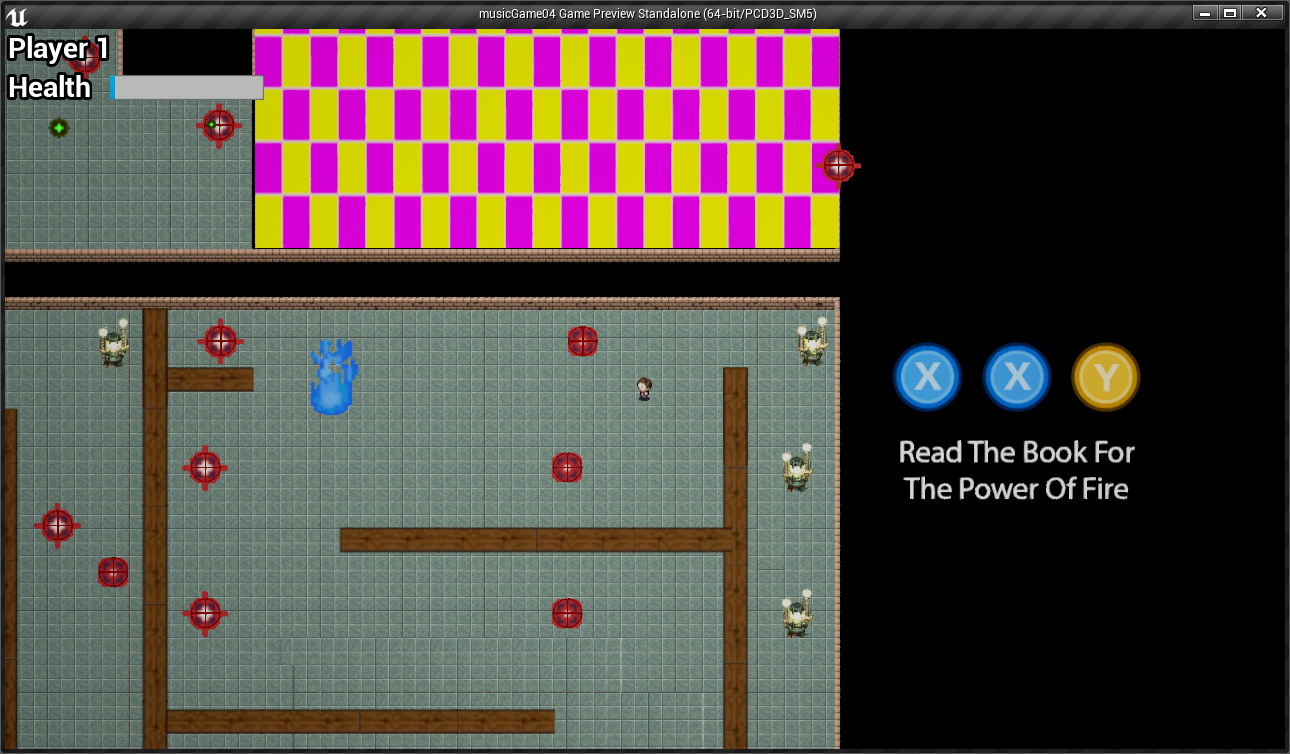 musicGame04 Game Preview Standalone (64-bit/PCD3D_SM5)
Player 1
Health
X X Y
Read The Book For
The Power Of Fire